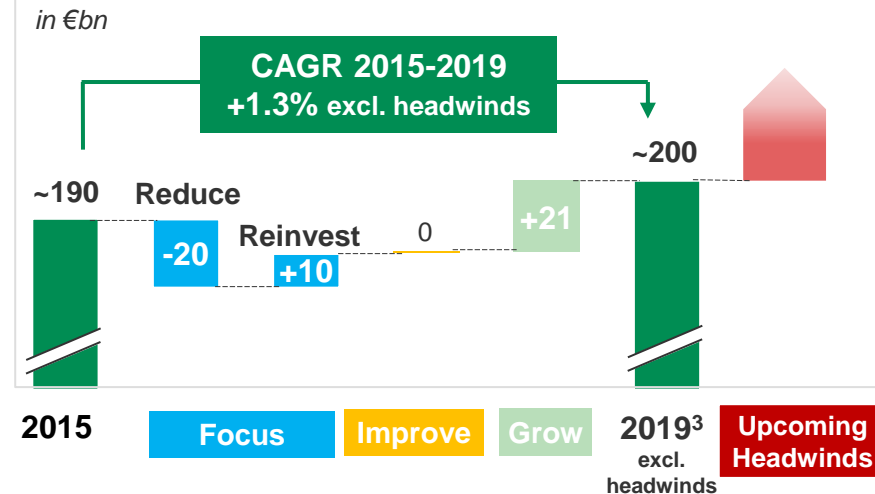 in €bn
CAGR 2015-2019
+1.3% excl. headwinds
~190
Reduce
-20
Reinvest
+10
0
+21
~200
2015
Focus
Improve
Grow
2019³
excl.
headwinds
Upcoming
Headwinds